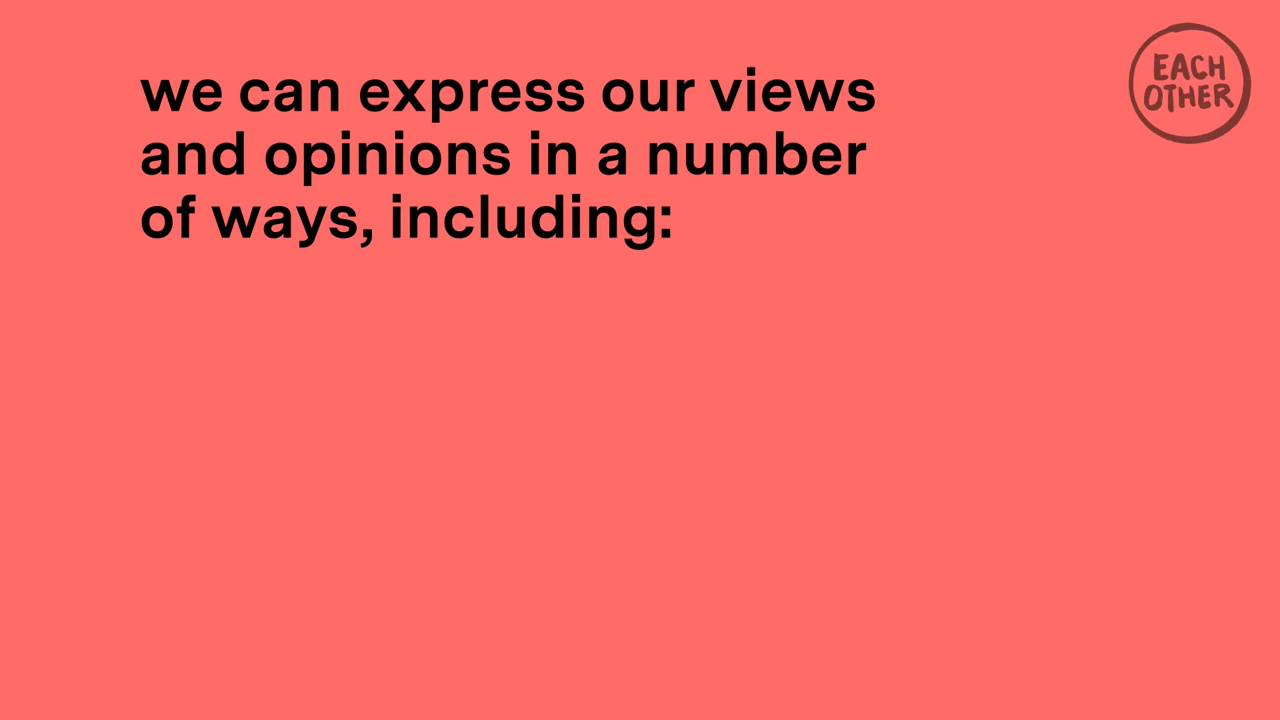 we can express our views
and opinions in a number
of ways, including:
EACH
OTHER